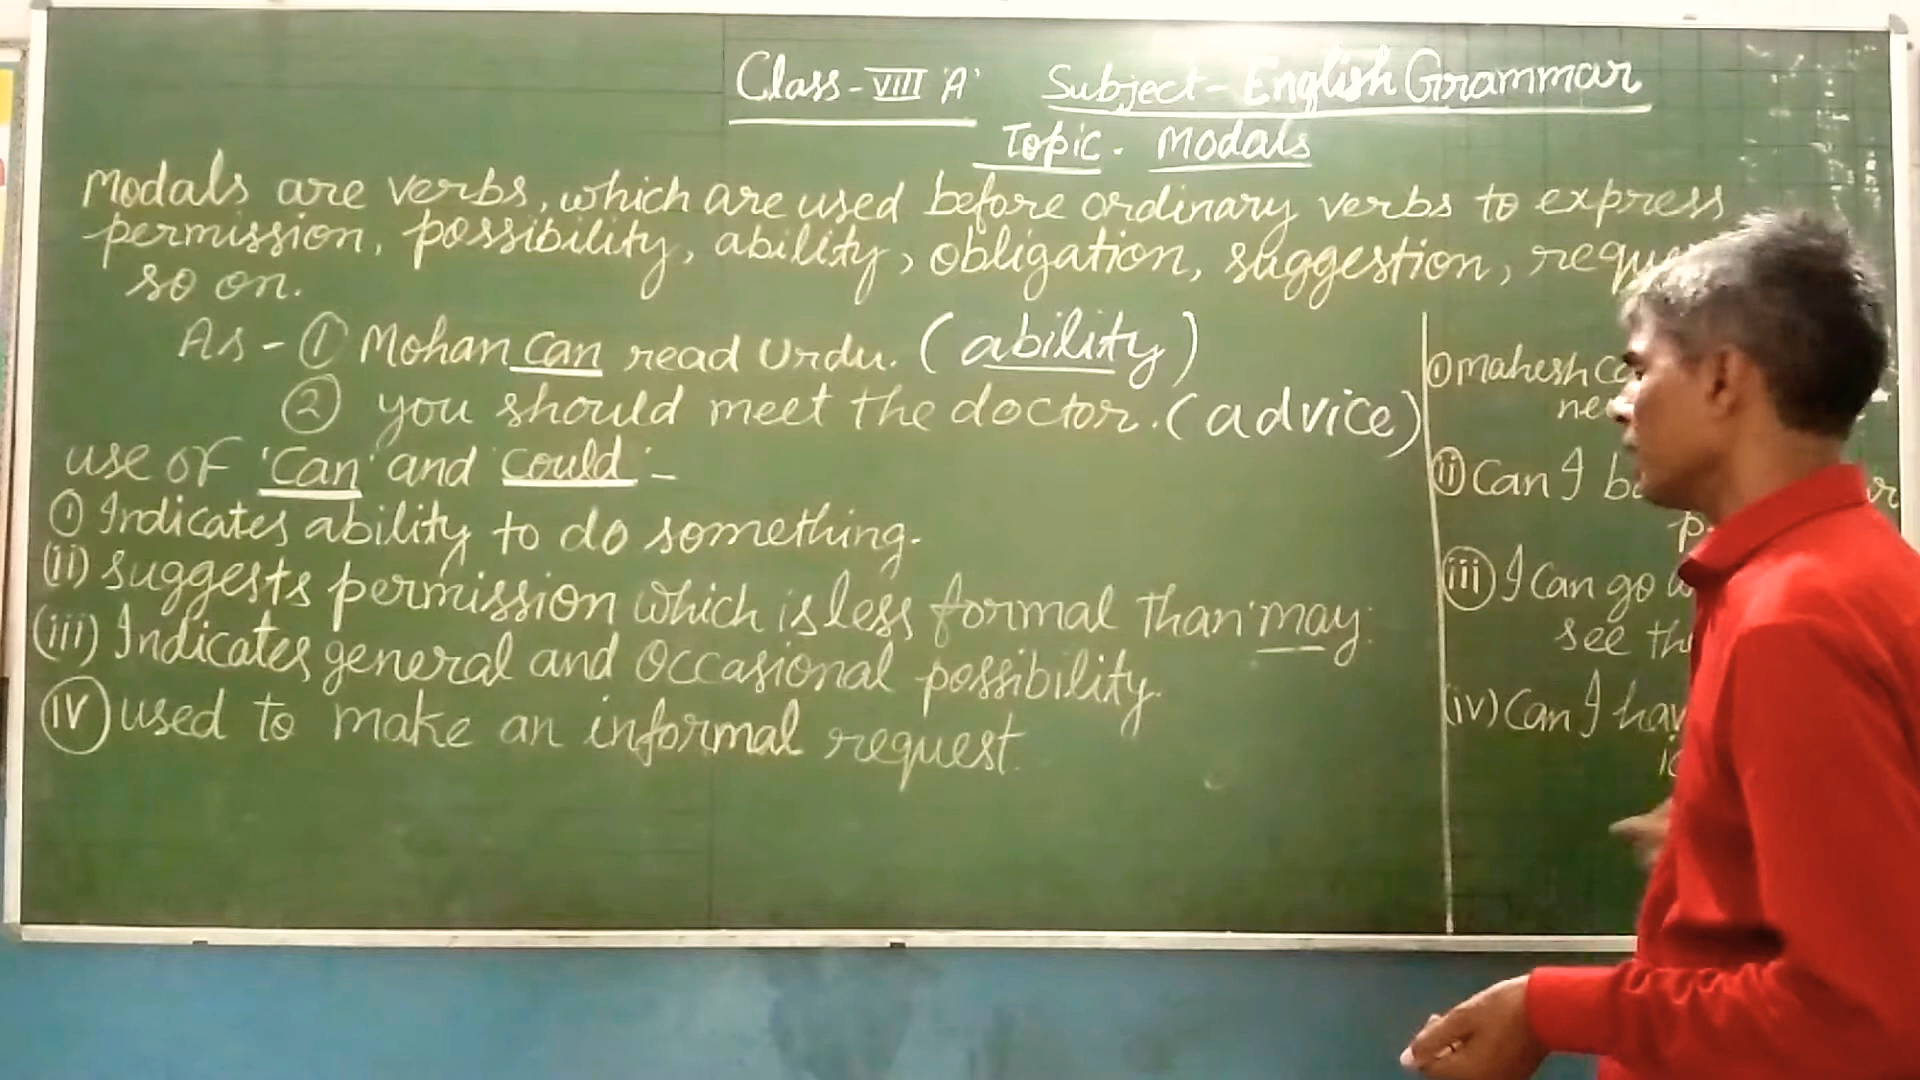 Class - VIII 'A' Subject - English Grammar
Topic - Modals
Modals are verbs, which are used before ordinary verbs to express
permission, possibility, ability, obligation, suggestion,
so on.
As - ① Mohan can read Urdu. (ability)
② you should meet the doctor. (advice)
use of 'Can' and 'could' :-
① Indicates ability to do something.
(ii) suggests permission which is less formal than 'may'.
(iii) Indicates general and occasional possibility.
(iv) used to make an informal request.
① mahesh
(ii) Can I
(iii) I can go
see
(iv) Can I